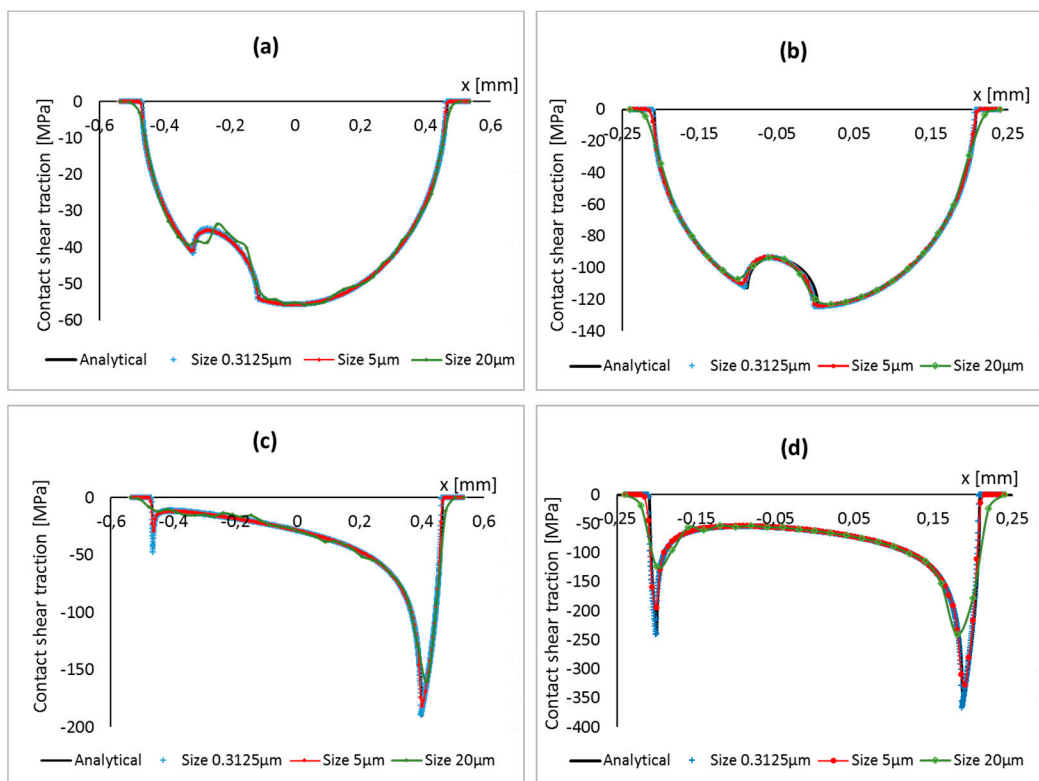 (a)
x [mm]
0
-0,6 -0,4 -0,2 0 0,2 0,4 0,6
-10
-20
-30
-40
-50
-60
Contact shear traction [MPa]
Analytical Size 0.3125µm Size 5µm Size 20µm
(b)
x [mm]
0
-0,25 -0,15 -0,05 0,05 0,15 0,25
-20
-40
-60
-80
-100
-120
-140
Contact shear traction [MPa]
Analytical Size 0.3125µm Size 5µm Size 20µm
(c)
x [mm]
0
-0,6 -0,4 -0,2 0 0,2 0,4 0,6
-50
-100
-150
-200
Contact shear traction [MPa]
Analytical Size 0.3125µm Size 5µm Size 20µm
(d)
x [mm]
0
-0,25 -0,15 -0,05 0,05 0,15 0,25
-50
-100
-150
-200
-250
-300
-350
-400
Contact shear traction [MPa]
Analytical Size 0.3125µm Size 5µm Size 20µm